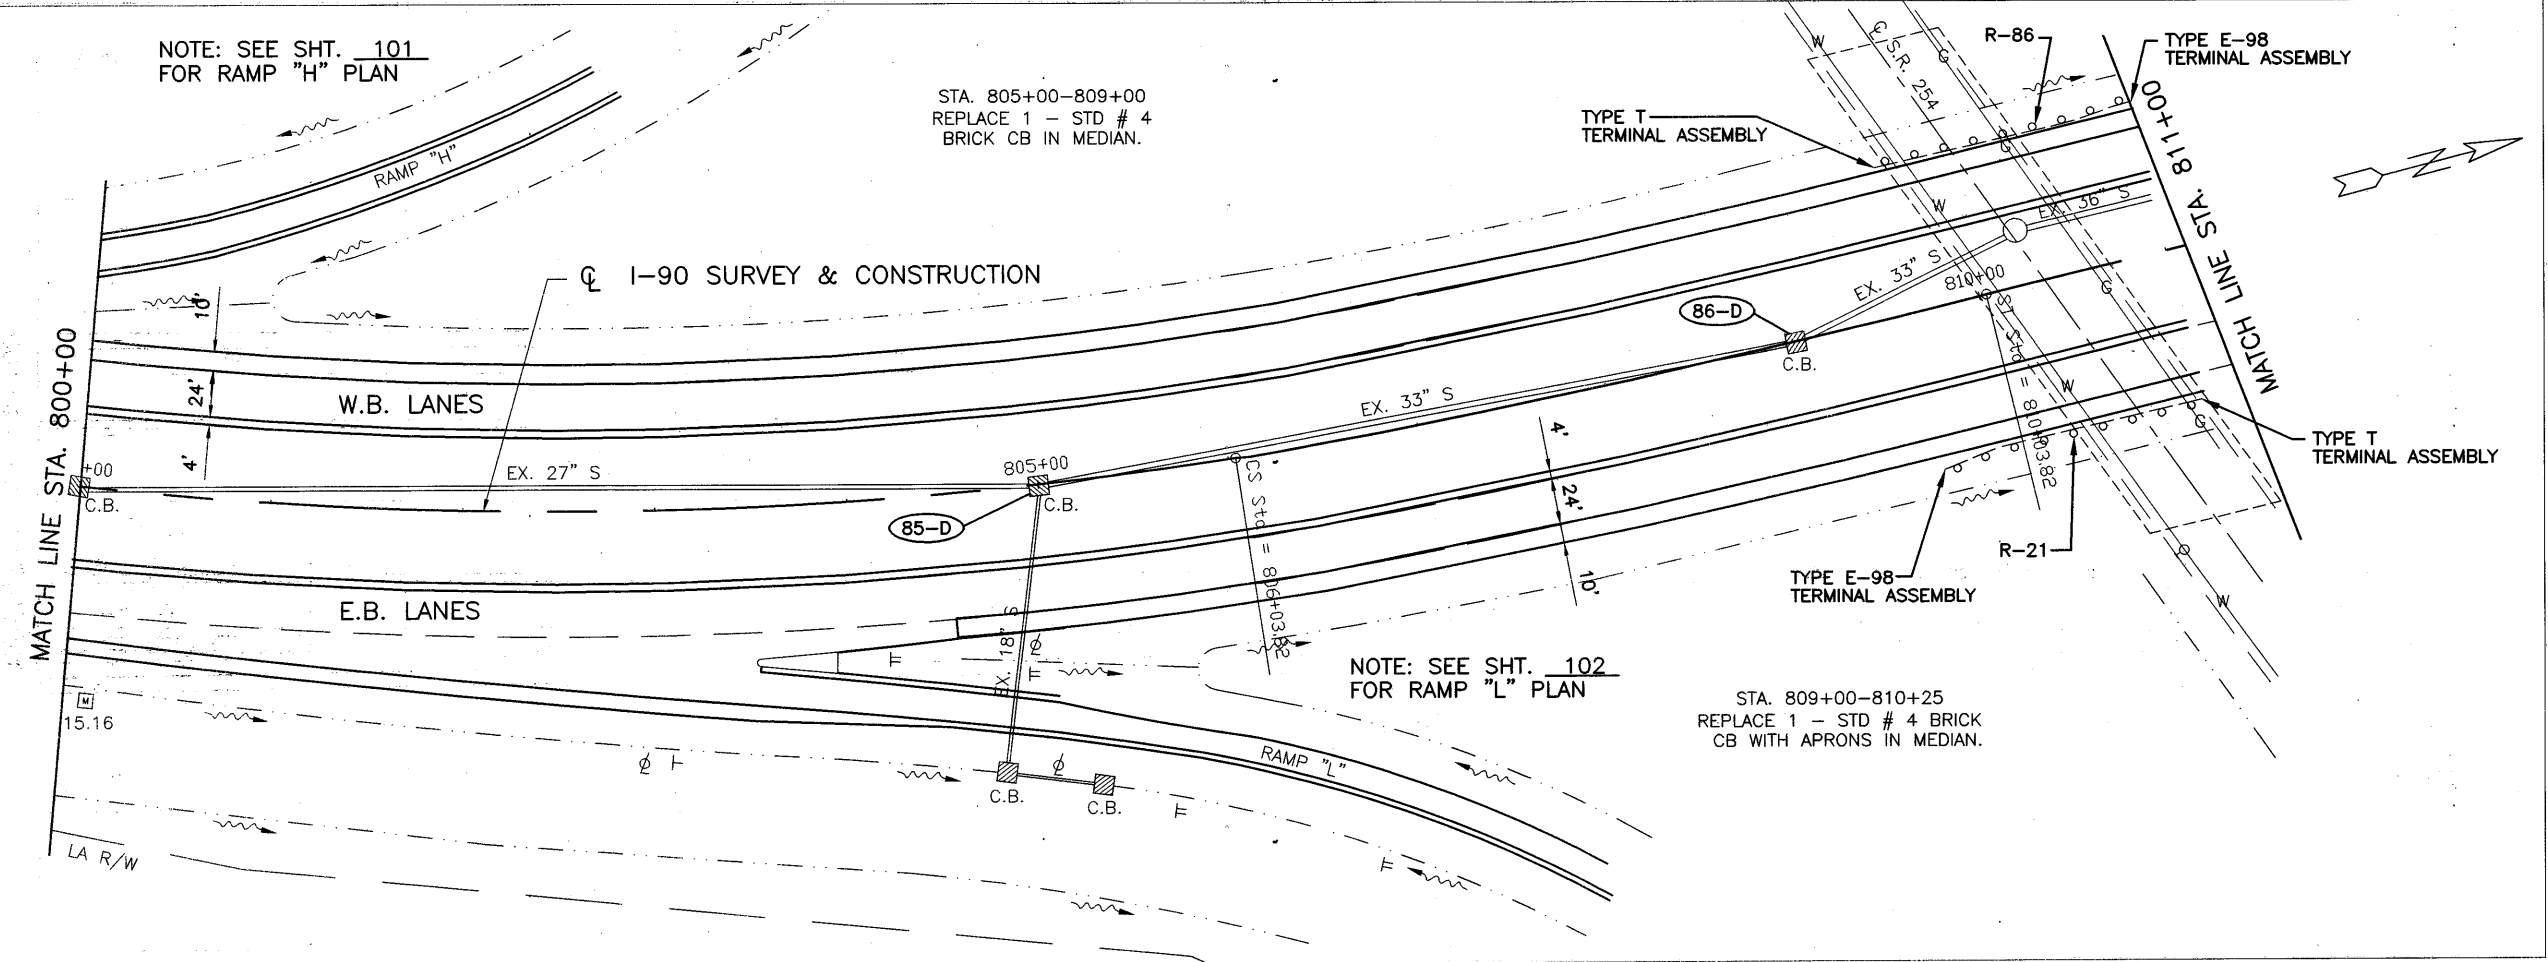 NOTE: SEE SHT. 101
FOR RAMP "H" PLAN
STA. 805+00-809+00
REPLACE 1 - STD # 4
BRICK CB IN MEDIAN.
R-86
TYPE E-98
TERMINAL ASSEMBLY
TYPE T
TERMINAL ASSEMBLY
W
G
℄ S.R. 254
G
MATCH LINE STA. 811+00
N
RAMP "H"
W
EX. 36" S
EX. 33" S
810+00
ST Sta = 810+03.82
G
W
G
℄ I-90 SURVEY & CONSTRUCTION
10'
24'
4'
W.B. LANES
86-D
C.B.
EX. 33" S
MATCH LINE STA. 800+00
+00
C.B.
EX. 27" S
805+00
C.B.
85-D
CS Sta = 806+03.82
4'
24'
10'
TYPE T
TERMINAL ASSEMBLY
R-21
TYPE E-98
TERMINAL ASSEMBLY
W
E.B. LANES
EX. 18" S
NOTE: SEE SHT. 102
FOR RAMP "L" PLAN
STA. 809+00-810+25
REPLACE 1 - STD # 4 BRICK
CB WITH APRONS IN MEDIAN.
M
15.16
RAMP "L"
C.B.
C.B.
LA R/W